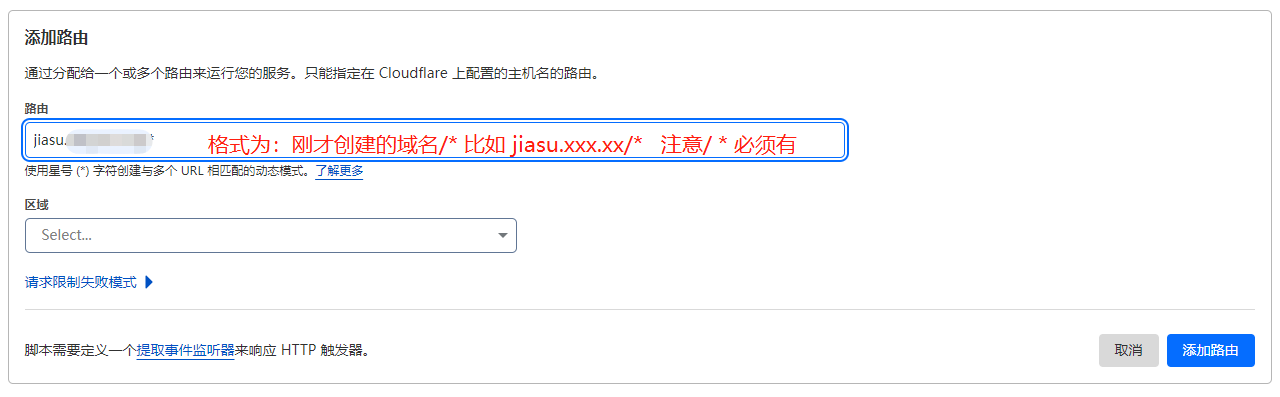 添加路由
通过分配给一个或多个路由来运行您的服务。只能指定在 Cloudflare 上配置的主机名的路由。
路由
jiasu. * 格式为：刚才创建的域名/* 比如 jiasu.xxx.xx/* 注意/ * 必须有
使用星号 (*) 字符创建与多个 URL 相匹配的动态模式。了解更多
区域
Select...
请求限制失败模式
脚本需要定义一个提取事件监听器来响应 HTTP 触发器。 取消 添加路由